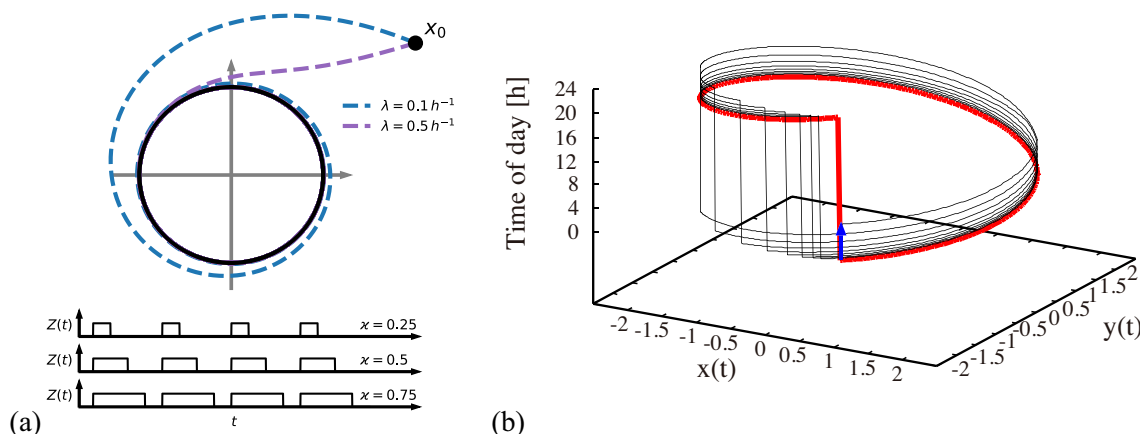 x₀
λ = 0.1 h⁻¹
λ = 0.5 h⁻¹
Z(t) ϰ = 0.25
Z(t) ϰ = 0.5
Z(t) ϰ = 0.75
t
(a)
Time of day [h]
24
20
16
12
8
4
0
-2 -1.5 -1 -0.5 0 0.5 1 1.5 2
x(t)
-2 -1.5 -1 -0.5 0 0.5 1 1.5 2
y(t)
(b)